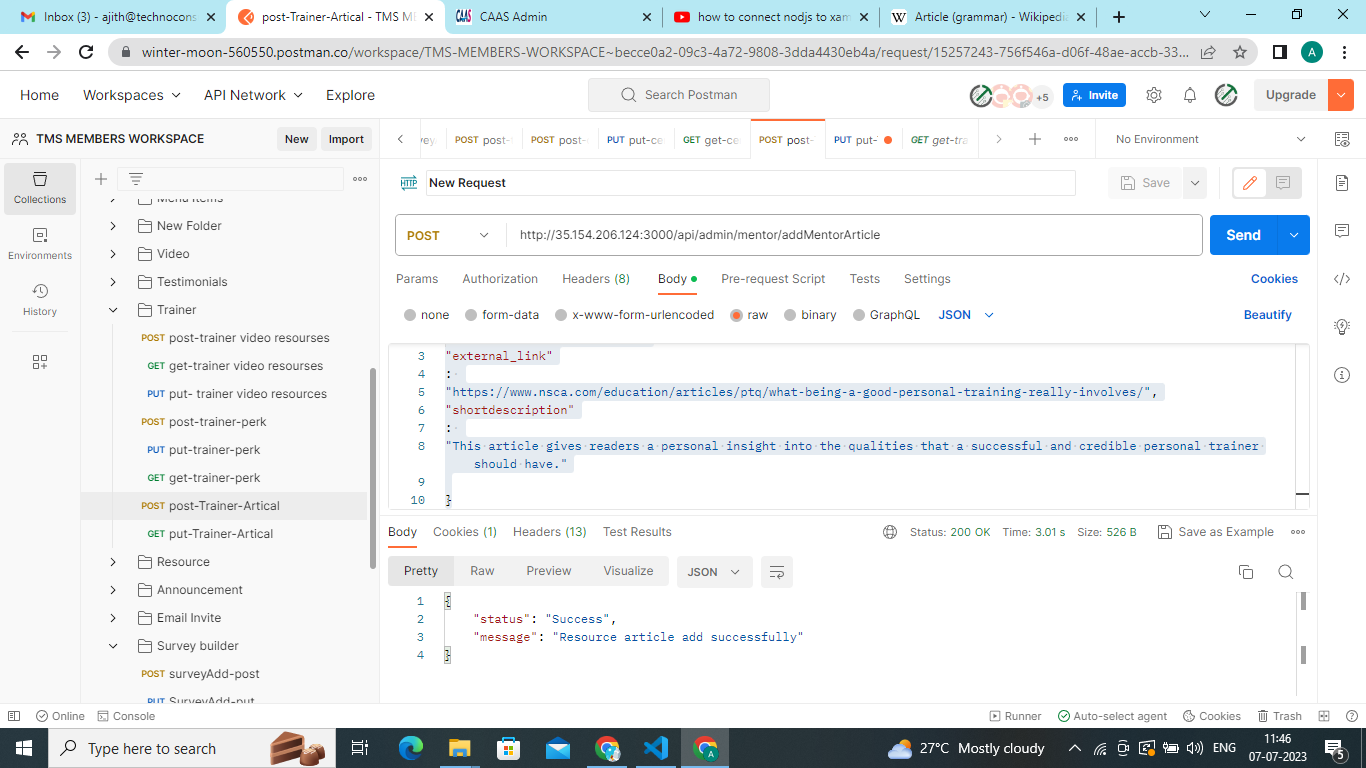 Inbox (3) - ajith@technocons
post-Trainer-Artical - TMS ME
CAAS
CAAS Admin
how to connect nodjs to xam
W
Article (grammar) - Wikipedia
winter-moon-560550.postman.co/workspace/TMS-MEMBERS-WORKSPACE~becce0a2-09c3-4a72-9808-3dda4430eb4a/request/15257243-756f546a-d06f-48ae-accb-33...
A
Home
Workspaces
API Network
Explore
Search Postman
+5
Invite
Upgrade
TMS MEMBERS WORKSPACE
New
Import
POST post-
POST post-
PUT put-ce
GET get-ce
POST post-
PUT put-
GET get-tra
No Environment
Collections
Environments
History
Menu Items
New Folder
Video
Testimonials
Trainer
POST post-trainer video resourses
GET get-trainer video resourses
PUT put- trainer video resources
POST post-trainer-perk
PUT put-trainer-perk
GET get-trainer-perk
POST post-Trainer-Artical
GET put-Trainer-Artical
Resource
Announcement
Email Invite
Survey builder
POST surveyAdd-post
PUT SurveyAdd-put
HTTP
New Request
Save
POST
http://35.154.206.124:3000/api/admin/mentor/addMentorArticle
Send
Params
Authorization
Headers (8)
Body
Pre-request Script
Tests
Settings
Cookies
none
form-data
x-www-form-urlencoded
raw
binary
GraphQL
JSON
Beautify
3 "external_link"
4 :
5 "https://www.nsca.com/education/articles/ptq/what-being-a-good-personal-training-really-involves/",
6 "shortdescription"
7 :
8 "This article gives readers a personal insight into the qualities that a successful and credible personal trainer
should have."
9
10 }
Body
Cookies (1)
Headers (13)
Test Results
Status: 200 OK
Time: 3.01 s
Size: 526 B
Save as Example
Pretty
Raw
Preview
Visualize
JSON
1 {
2 "status": "Success",
3 "message": "Resource article add successfully"
4 }
Online
Console
Runner
Auto-select agent
Cookies
Trash
Type here to search
A
27°C Mostly cloudy
ENG
11:46
07-07-2023
5